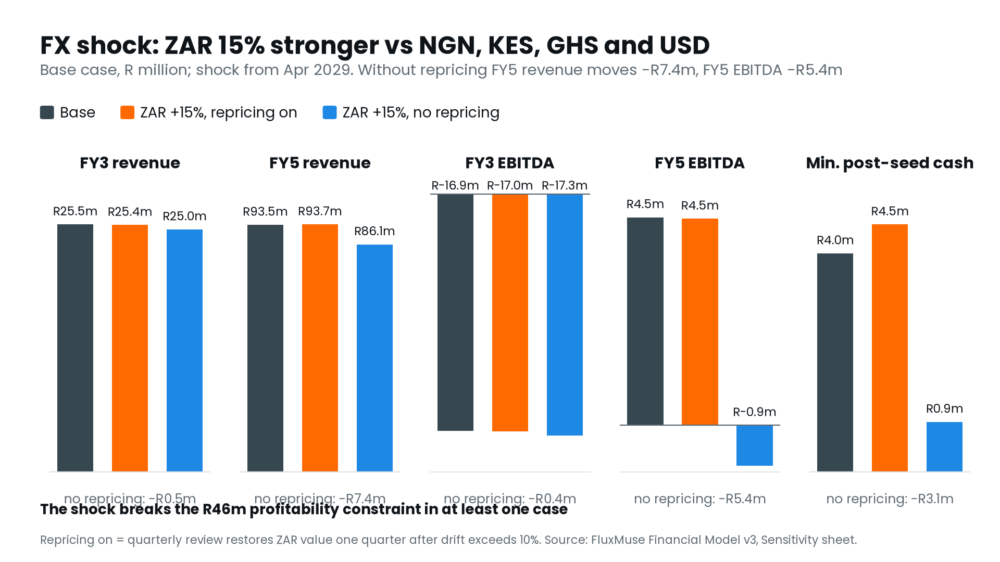 FX shock: ZAR 15% stronger vs NGN, KES, GHS and USD
Base case, R million; shock from Apr 2029. Without repricing FY5 revenue moves −R7.4m, FY5 EBITDA −R5.4m
Base
ZAR +15%, repricing on
ZAR +15%, no repricing
FY3 revenue
R25.5m R25.4m R25.0m
no repricing: −R0.5m
FY5 revenue
R93.5m R93.7m R86.1m
no repricing: −R7.4m
FY3 EBITDA
R−16.9m R−17.0m R−17.3m
no repricing: −R0.4m
FY5 EBITDA
R4.5m R4.5m R−0.9m
no repricing: −R5.4m
Min. post-seed cash
R4.0m R4.5m R0.9m
no repricing: −R3.1m
The shock breaks the R46m profitability constraint in at least one case
Repricing on = quarterly review restores ZAR value one quarter after drift exceeds 10%. Source: FluxMuse Financial Model v3, Sensitivity sheet.